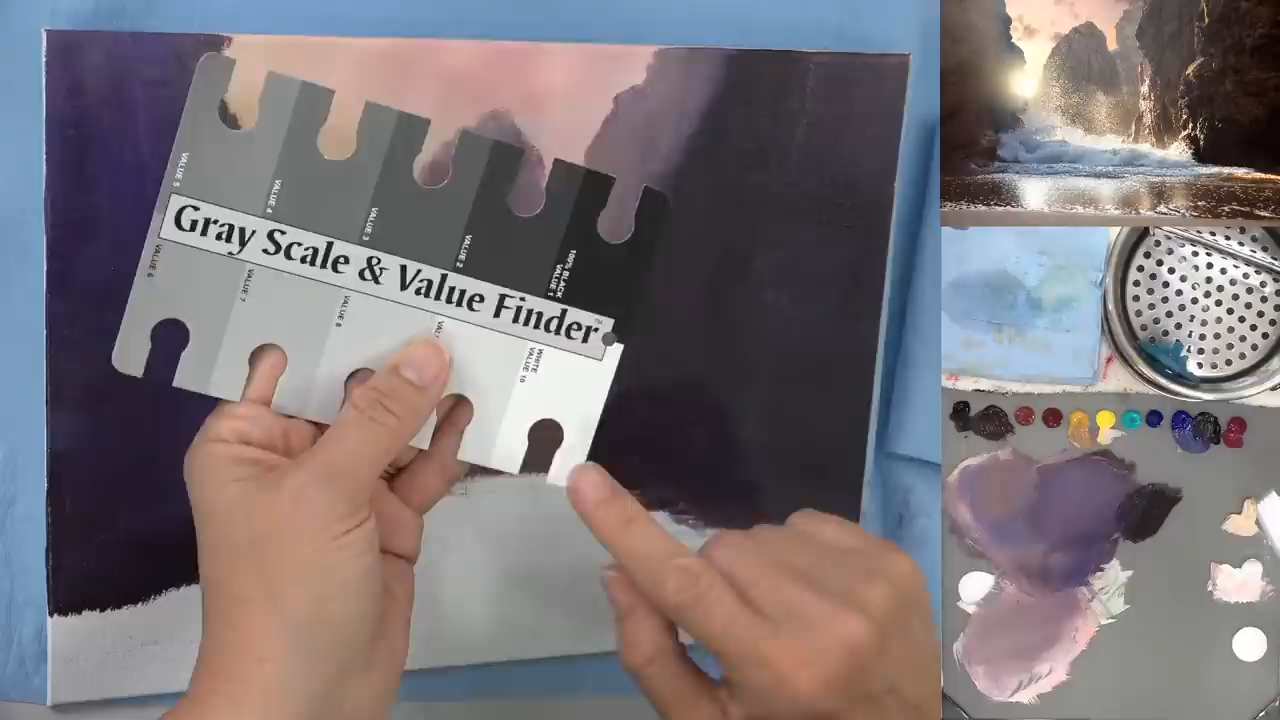 VALUE 5
VALUE 4
VALUE 3
VALUE 2
100% BLACK
VALUE 1
Gray Scale & Value Finder
VALUE 6
VALUE 7
VALUE 8
WHITE
VALUE 10